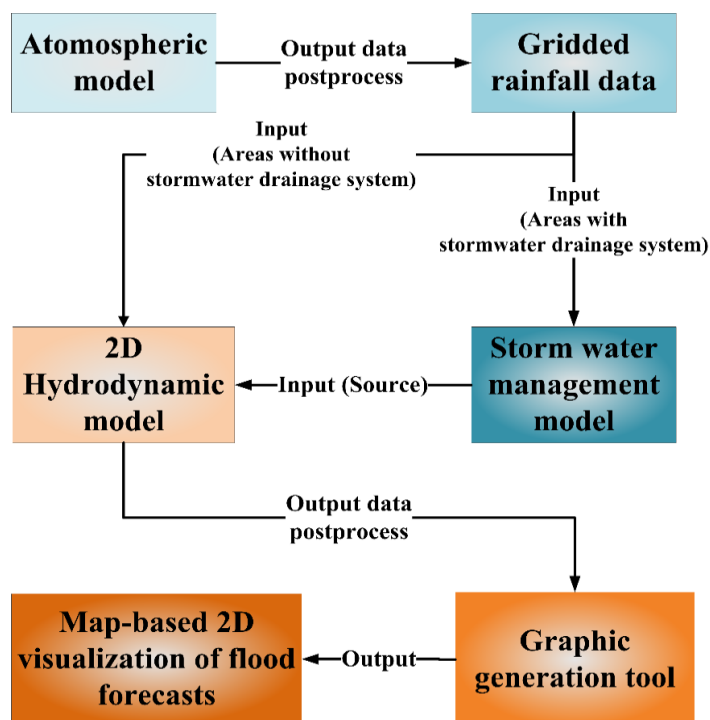 Atomospheric
model
Output data
postprocess
Gridded
rainfall data
Input
(Areas without
stormwater drainage system)
Input
(Areas with
stormwater drainage system)
2D
Hydrodynamic
model
Input (Source)
Storm water
management
model
Output data
postprocess
Map-based 2D
visualization of flood
forecasts
Output
Graphic
generation tool